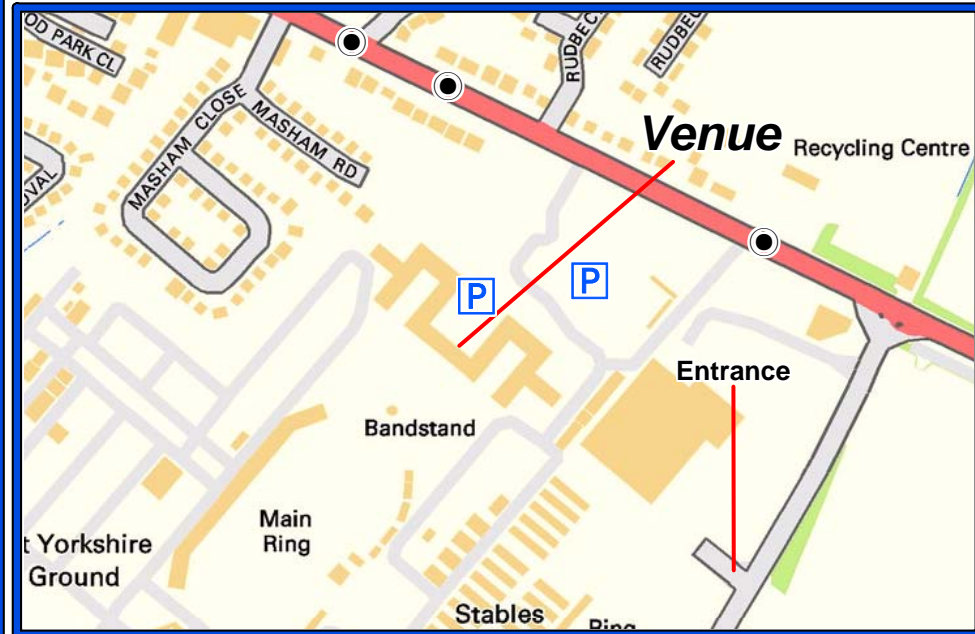 OD PARK CL
MASHAM CLOSE
MASHAM RD
OVAL
RUDBEC
RUDBEC
Venue
Recycling Centre
P
P
Entrance
Bandstand
Main
Ring
t Yorkshire
Ground
Stables
Ring